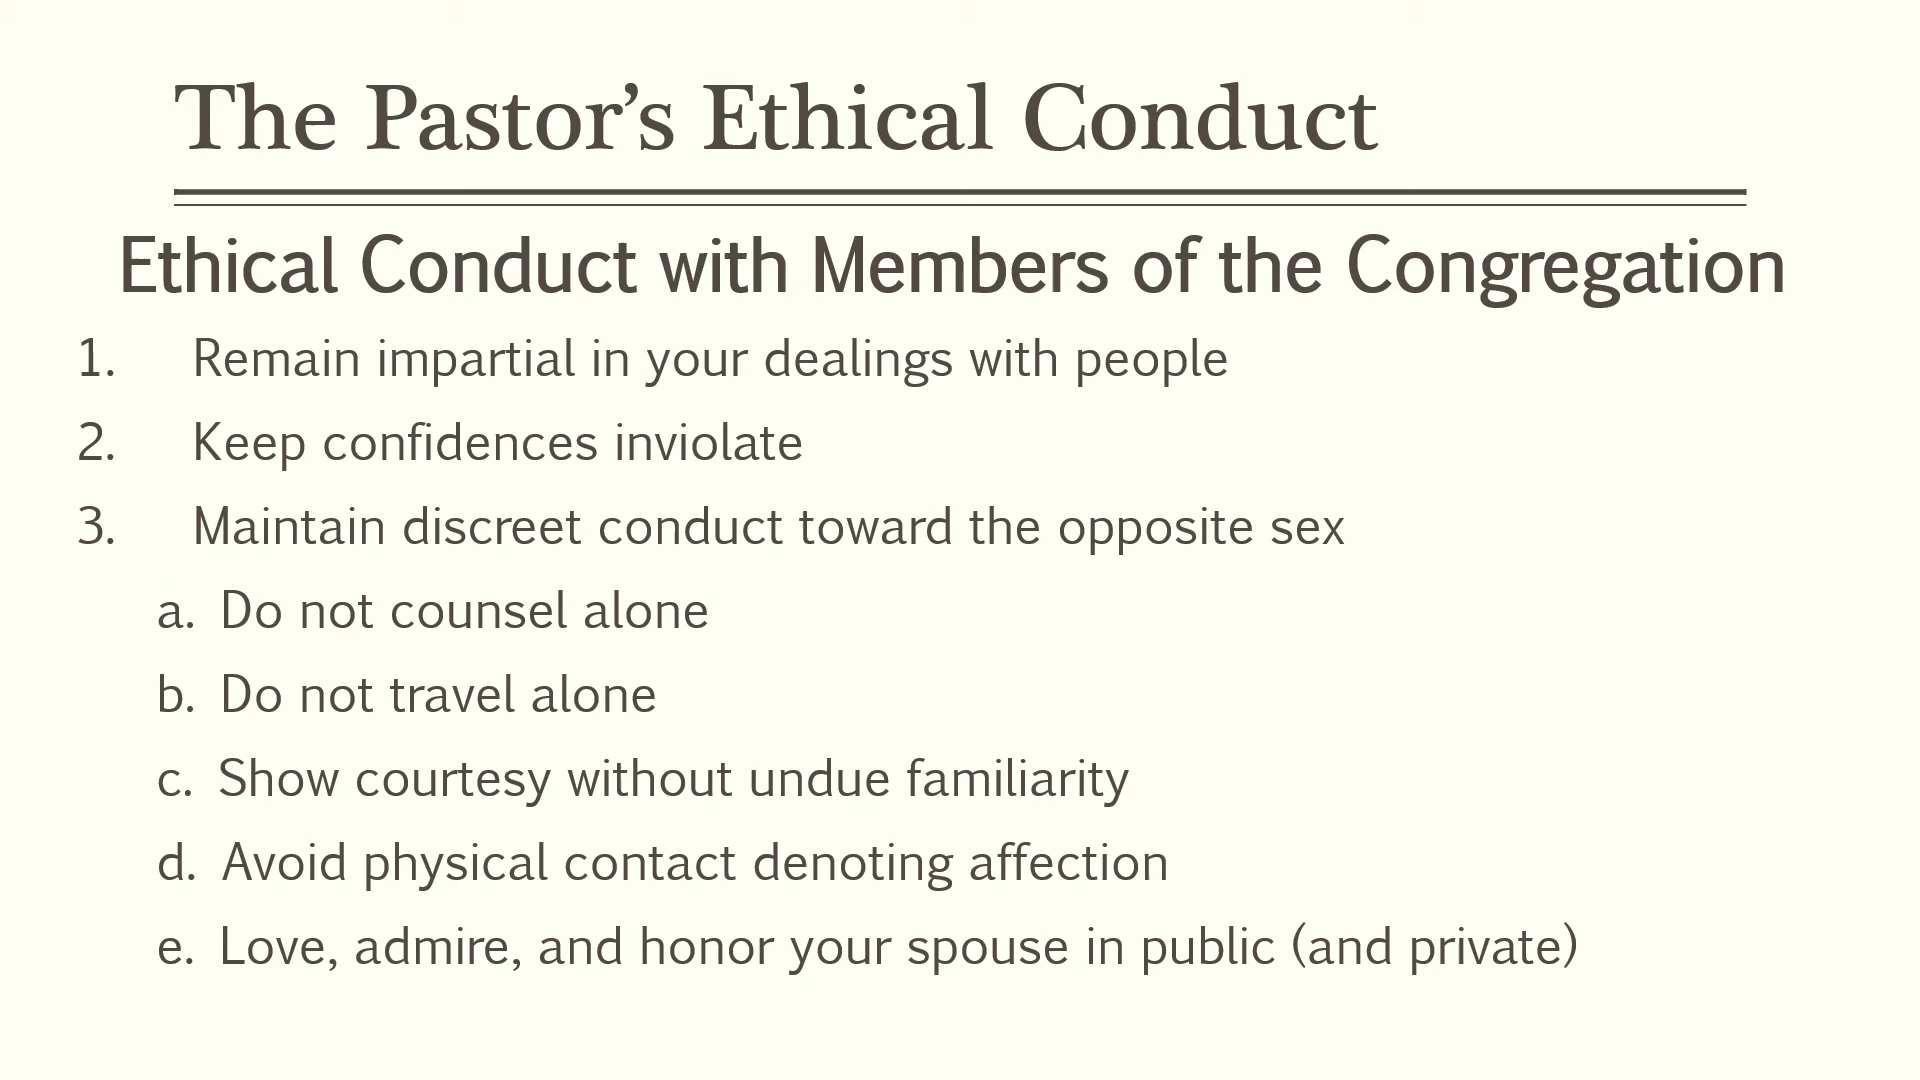 The Pastor’s Ethical Conduct
Ethical Conduct with Members of the Congregation
1. Remain impartial in your dealings with people
2. Keep confidences inviolate
3. Maintain discreet conduct toward the opposite sex
a. Do not counsel alone
b. Do not travel alone
c. Show courtesy without undue familiarity
d. Avoid physical contact denoting affection
e. Love, admire, and honor your spouse in public (and private)